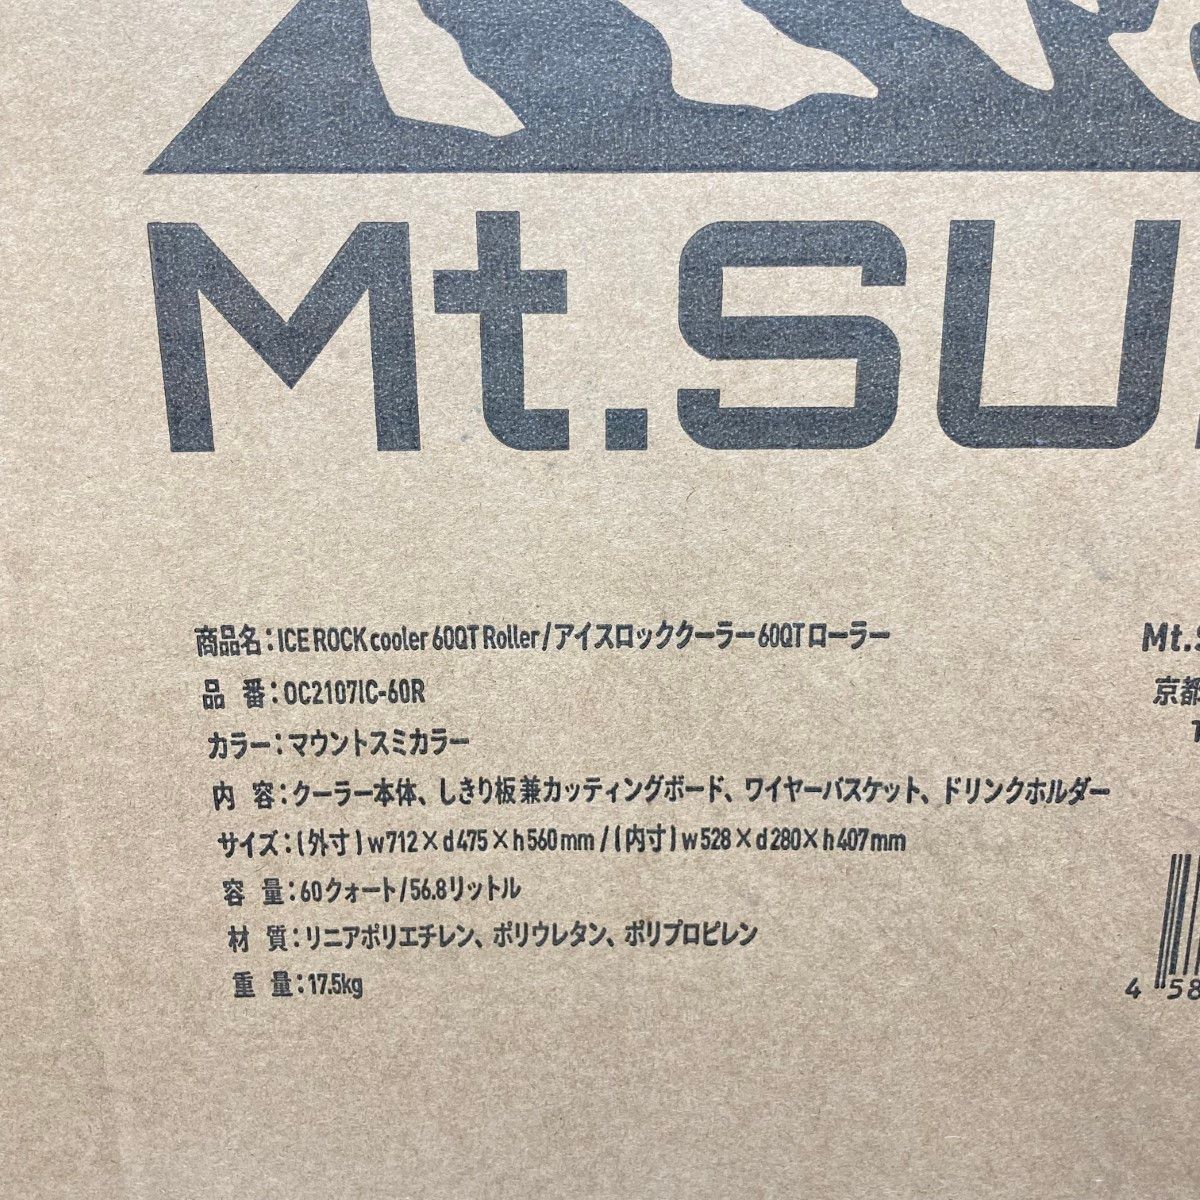 Mt.SU
商品名：ICE ROCK cooler 60QT Roller/アイスロッククーラー60QTローラー
品 番：OC2107IC-60R
カラー：マウントスミカラー
内 容：クーラー本体、しきり板兼カッティングボード、ワイヤーバスケット、ドリンクホルダー
サイズ：(外寸)w712×d475×h560mm/(内寸)w528×d280×h407mm
容 量：60クォート/56.8リットル
材 質：リニアポリエチレン、ポリウレタン、ポリプロピレン
重 量：17.5kg
Mt.S
京都
4 58